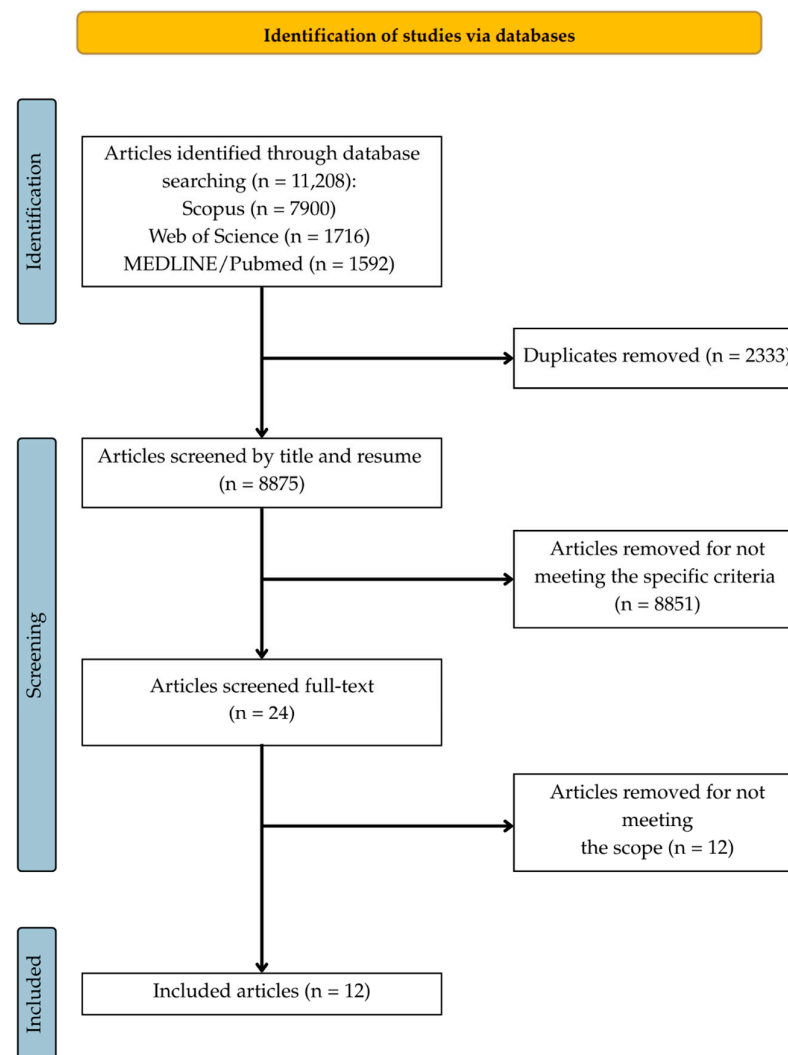 Identification of studies via databases
Identification
Articles identified through database
searching (n = 11,208):
Scopus (n = 7900)
Web of Science (n = 1716)
MEDLINE/Pubmed (n = 1592)
Duplicates removed (n = 2333)
Screening
Articles screened by title and resume
(n = 8875)
Articles removed for not
meeting the specific criteria
(n = 8851)
Articles screened full-text
(n = 24)
Articles removed for not
meeting
the scope (n = 12)
Included
Included articles (n = 12)